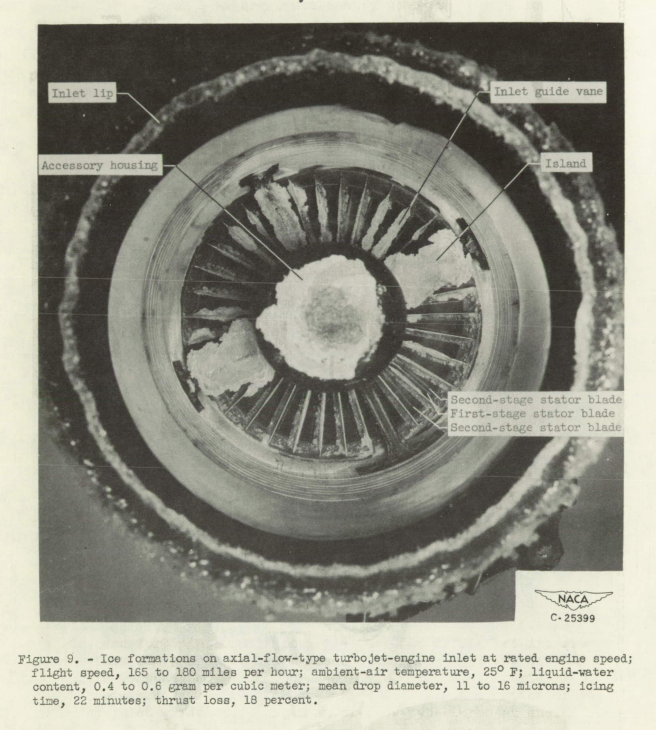 Inlet lip
Inlet guide vane
Accessory housing
Island
Second-stage stator blade
First-stage stator blade
Second-stage stator blade
NACA
C-25399
Figure 9. - Ice formations on axial-flow-type turbojet-engine inlet at rated engine speed;
flight speed, 165 to 180 miles per hour; ambient-air temperature, 25° F; liquid-water
content, 0.4 to 0.6 gram per cubic meter; mean drop diameter, 11 to 16 microns; icing
time, 22 minutes; thrust loss, 18 percent.